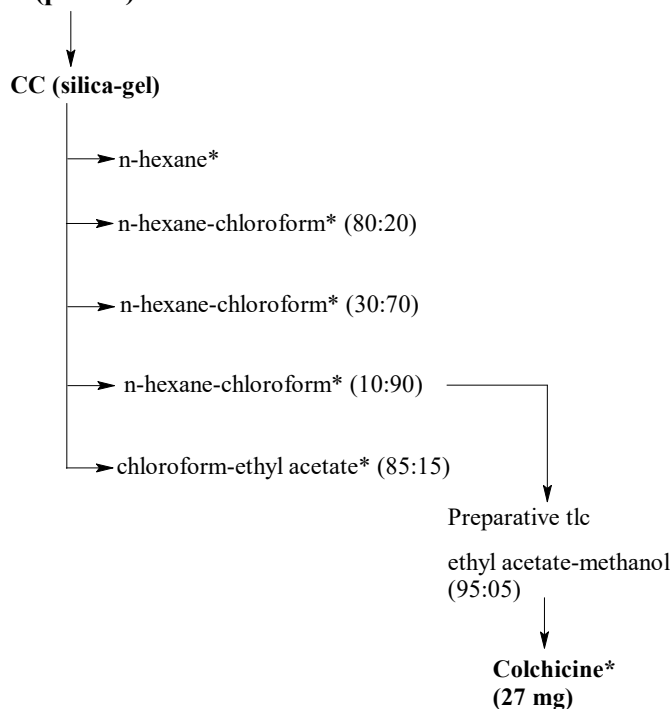 CC (silica-gel)
n-hexane*
n-hexane-chloroform* (80:20)
n-hexane-chloroform* (30:70)
n-hexane-chloroform* (10:90)
chloroform-ethyl acetate* (85:15)
Preparative tlc
ethyl acetate-methanol
(95:05)
Colchicine*
(27 mg)